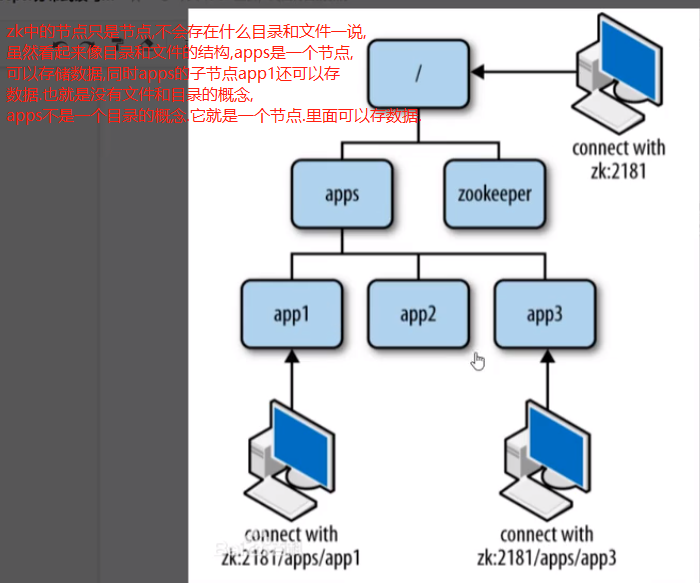 zk中的节点只是节点,不会存在什么目录和文件一说,
虽然看起来像目录和文件的结构,apps是一个节点,
可以存储数据,同时apps的子节点app1还可以存
数据.也就是没有文件和目录的概念,
apps不是一个目录的概念.它就是一个节点.里面可以存数据.
/
connect with
zk:2181
apps
zookeeper
app1
app2
app3
connect with
zk:2181/apps/app1
connect with
zk:2181/apps/app3